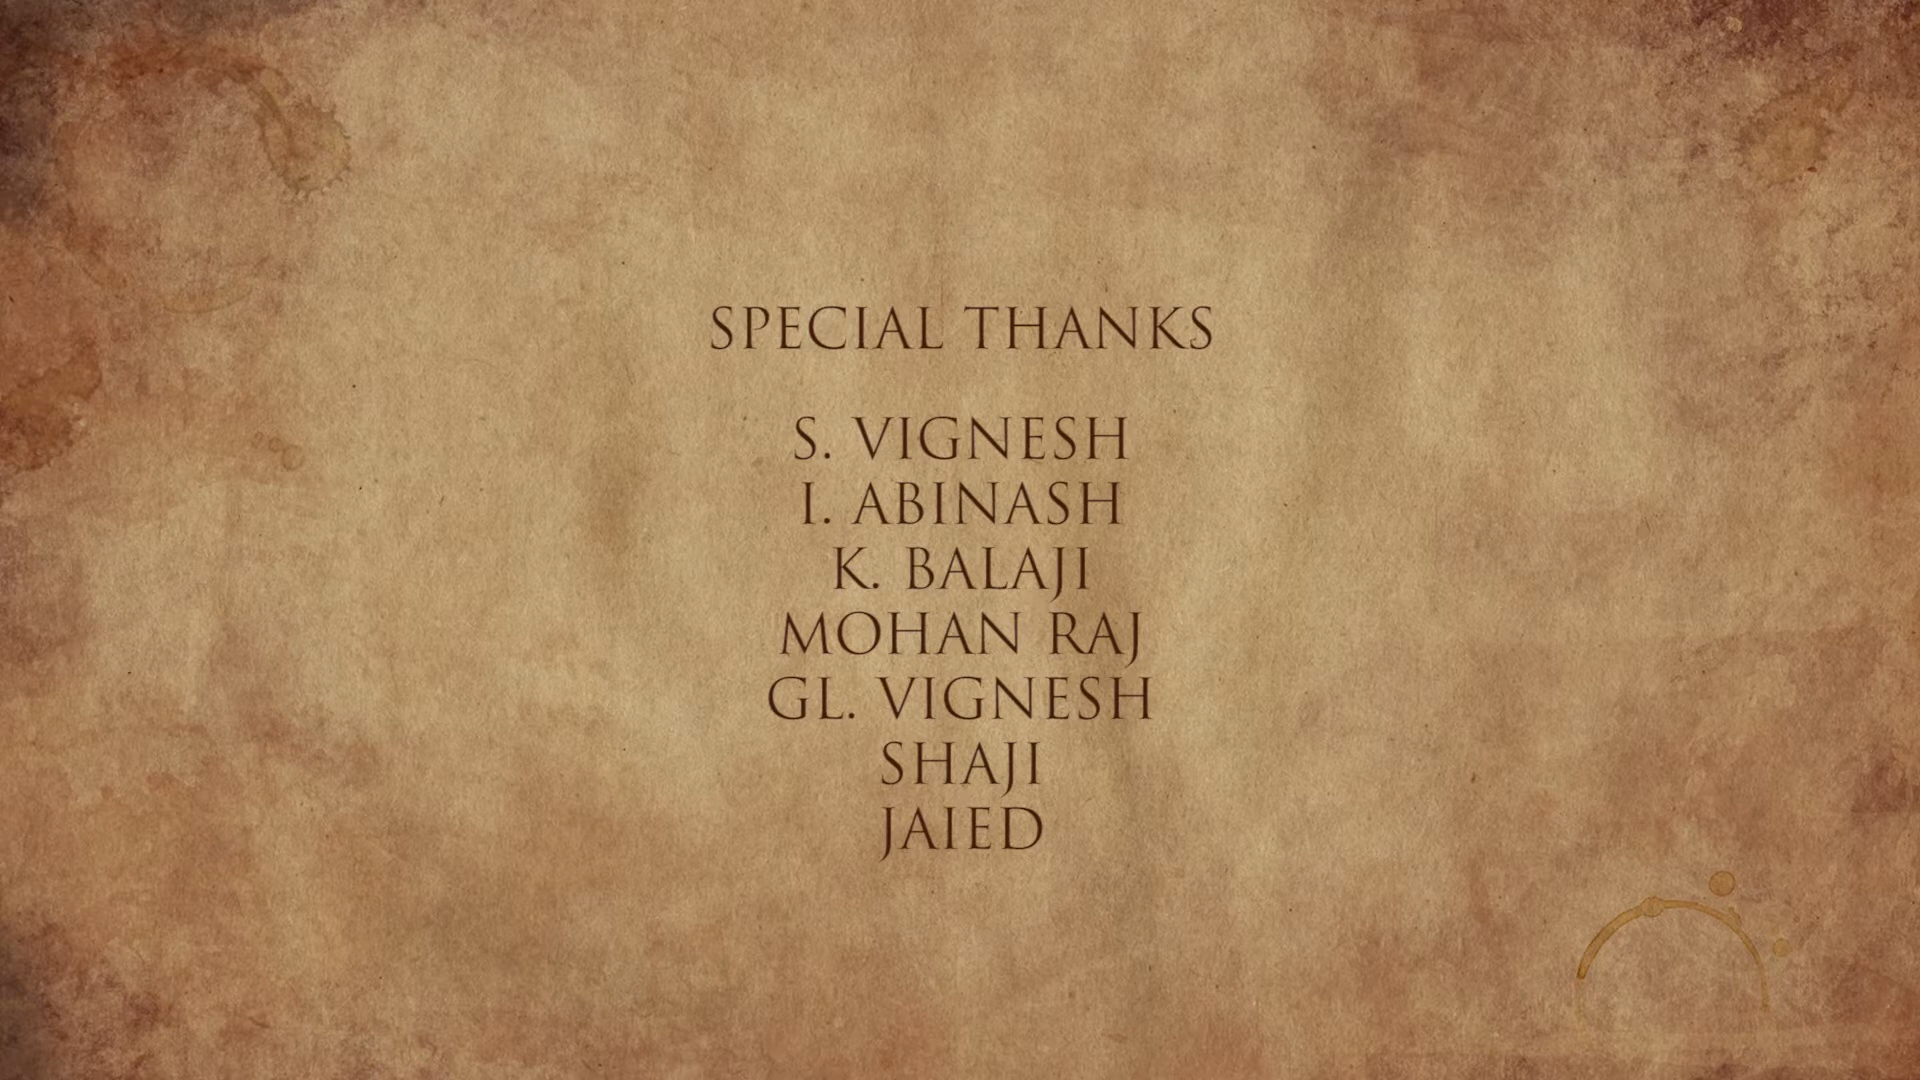 SPECIAL THANKS
S. VIGNESH
I. ABINASH
K. BALAJI
MOHAN RAJ
GL. VIGNESH
SHAJI
JAIED